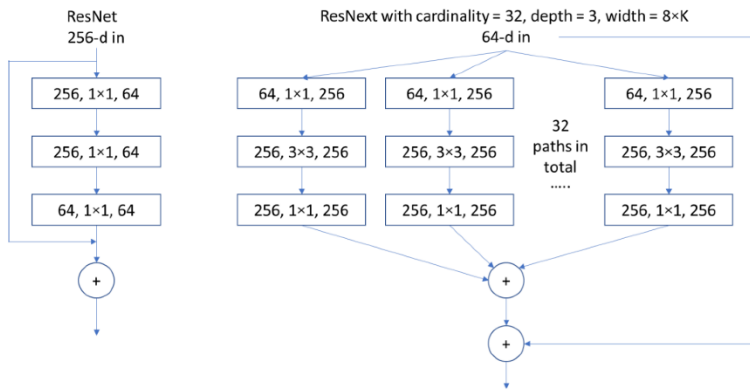 ResNet
256-d in
256, 1×1, 64
256, 1×1, 64
64, 1×1, 64
+
ResNext with cardinality = 32, depth = 3, width = 8×K
64-d in
64, 1×1, 256
64, 1×1, 256
64, 1×1, 256
256, 3×3, 256
256, 3×3, 256
256, 3×3, 256
32
paths in
total
.....
256, 1×1, 256
256, 1×1, 256
256, 1×1, 256
+
+